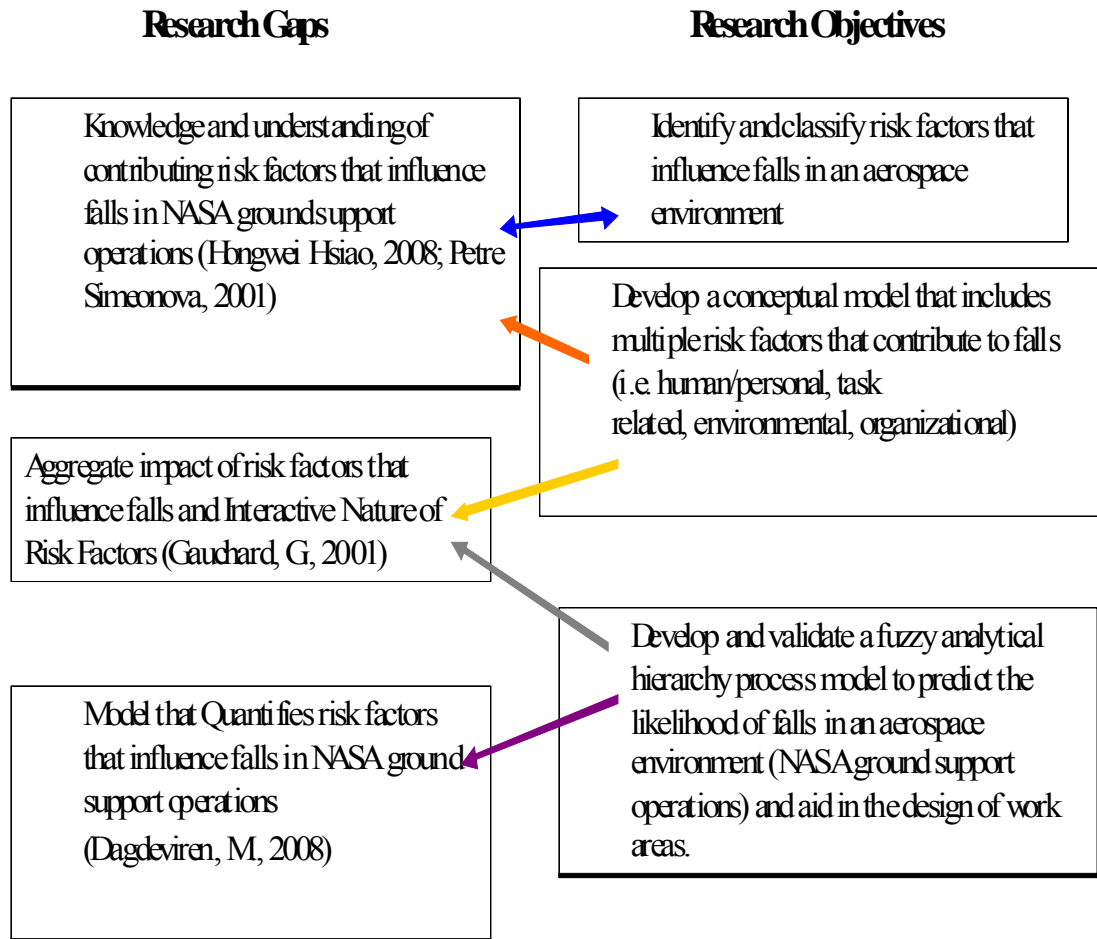 Research Gaps
Research Objectives
Knowledge and understanding of
contributing risk factors that influence
falls in NASA ground support
operations (Hongwei Hsiao, 2008; Petre
Simeonova, 2001)
Identify and classify risk factors that
influence falls in an aerospace
environment
Develop a conceptual model that includes
multiple risk factors that contribute to falls
(i.e. human/personal, task
related, environmental, organizational)
Aggregate impact of risk factors that
influence falls and Interactive Nature of
Risk Factors (Gauchard, G, 2001)
Develop and validate a fuzzy analytical
hierarchy process model to predict the
likelihood of falls in an aerospace
environment (NASA ground support
operations) and aid in the design of work
areas.
Model that Quantifies risk factors
that influence falls in NASA ground
support operations
(Dagdeviren, M, 2008)